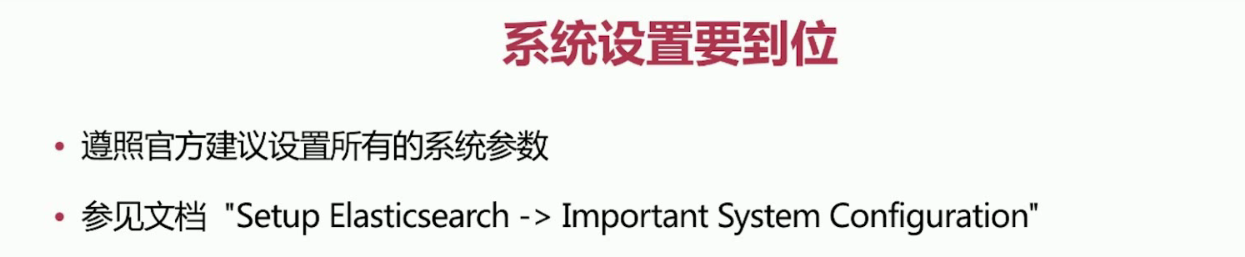 系统设置要到位
• 遵照官方建议设置所有的系统参数
• 参见文档 "Setup Elasticsearch -> Important System Configuration"